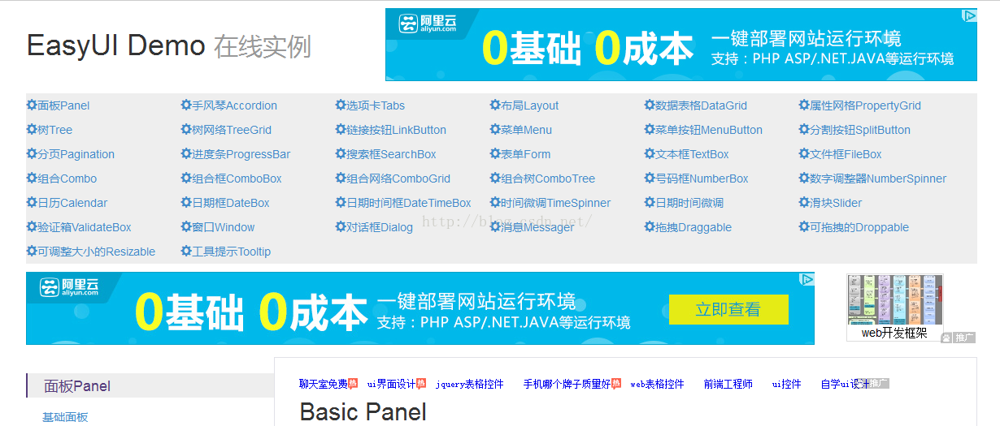 EasyUI Demo 在线实例
阿里云
aliyun.com
0基础 0成本
一键部署网站运行环境
支持：PHP ASP/.NET.JAVA等运行环境
面板Panel 手风琴Accordion 选项卡Tabs 布局Layout 数据表格DataGrid 属性网格PropertyGrid
树Tree 树网络TreeGrid 链接按钮LinkButton 菜单Menu 菜单按钮MenuButton 分割按钮SplitButton
分页Pagination 进度条ProgressBar 搜索框SearchBox 表单Form 文本框TextBox 文件框FileBox
组合Combo 组合框ComboBox 组合网络ComboGrid 组合树ComboTree 号码框NumberBox 数字调整器NumberSpinner
日历Calendar 日期框DateBox 日期时间框DateTimeBox 时间微调TimeSpinner 日期时间微调 滑块Slider
http://blog.csdn.net/
验证箱ValidateBox 窗口Window 对话框Dialog 消息Messager 拖拽Draggable 可拖拽的Droppable
可调整大小的Resizable 工具提示Tooltip
阿里云
aliyun.com
0基础 0成本
一键部署网站运行环境
支持：PHP ASP/.NET.JAVA等运行环境
立即查看
web开发框架
推广
面板Panel
基础面板
聊天室免费热 ui界面设计热 jquery表格控件 手机哪个牌子质量好热 web表格控件 前端工程师 ui控件 自学ui设计 推广
Basic Panel